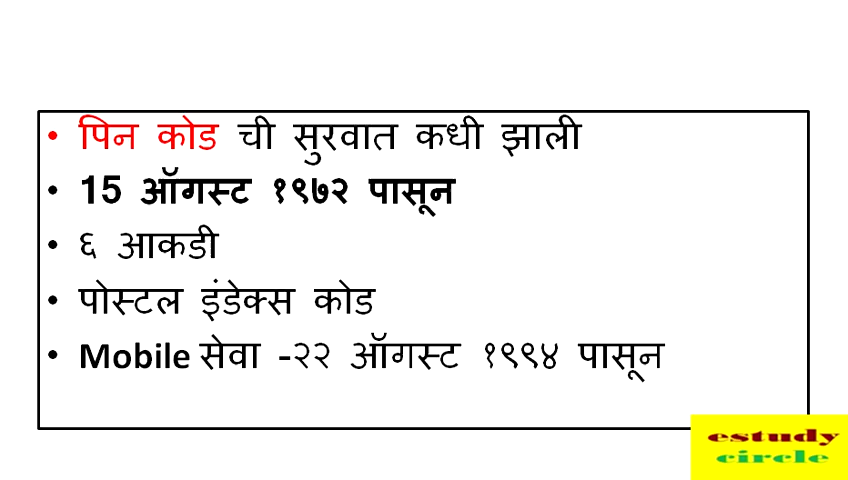 • पिन कोड ची सुरवात कधी झाली
• 15 ऑगस्ट १९७२ पासून
• ६ आकडी
• पोस्टल इंडेक्स कोड
• Mobile सेवा -२२ ऑगस्ट १९९४ पासून
estudy
circle